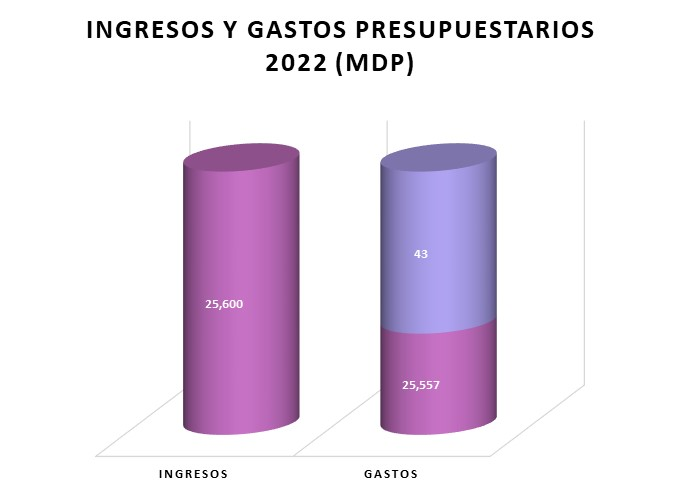 INGRESOS Y GASTOS PRESUPUESTARIOS
2022 (MDP)
43
25,600
25,557
INGRESOS
GASTOS